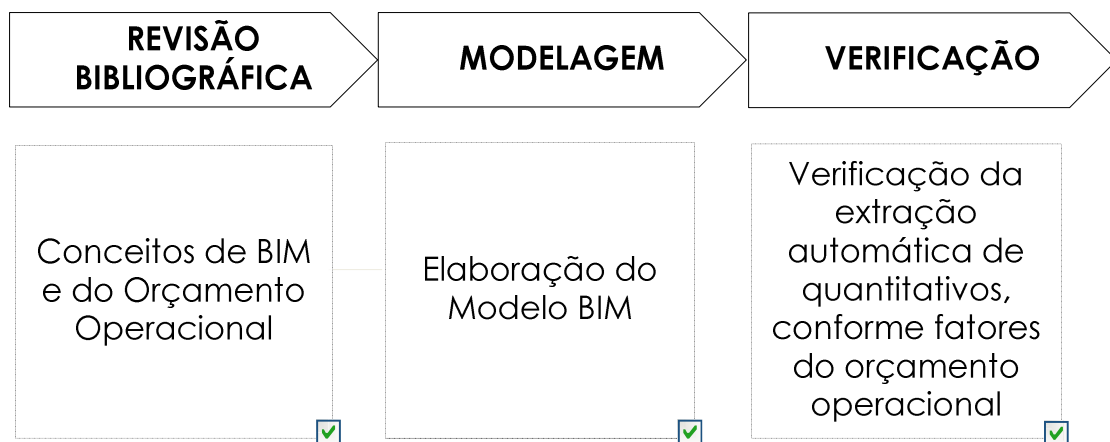 REVISÃO
BIBLIOGRÁFICA
MODELAGEM
VERIFICAÇÃO
Conceitos de BIM
e do Orçamento
Operacional
Elaboração do
Modelo BIM
Verificação da
extração
automática de
quantitativos,
conforme fatores
do orçamento
operacional